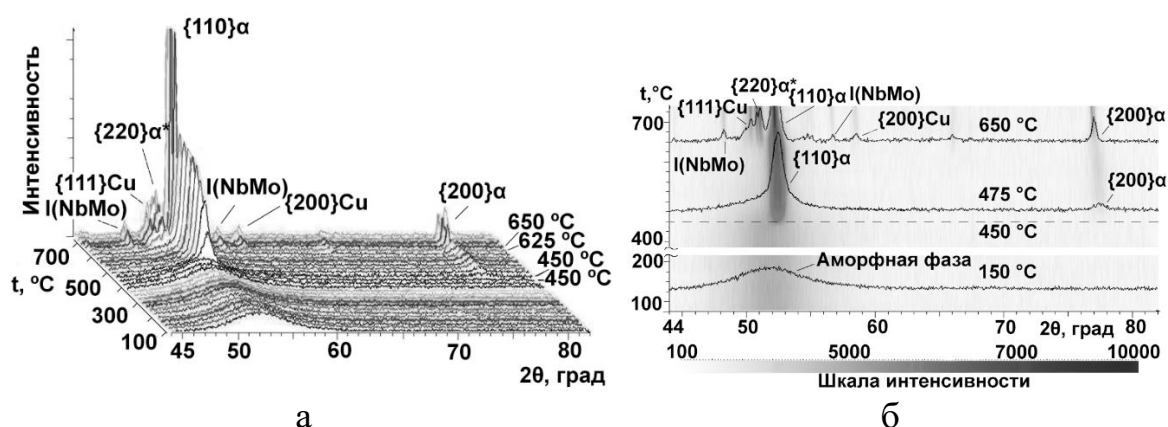 Интенсивность
{110}α
{220}α*
{111}Cu
I(NbMo)
I(NbMo)
{200}Cu
{200}α
650 °C
625 °C
450 °C
450 °C
700
500
300
100
t, ºC
45 50 60 70 80
2θ, град
а
t,°C
{111}Cu
{220}α*
{110}α
I(NbMo)
{200}Cu
{200}α
700
650 °C
I(NbMo)
{110}α
{200}α
475 °C
400
450 °C
200
Аморфная фаза
150 °C
100
44 50 60 70 2θ, град 80
100 5000 7000 10000
Шкала интенсивности
б